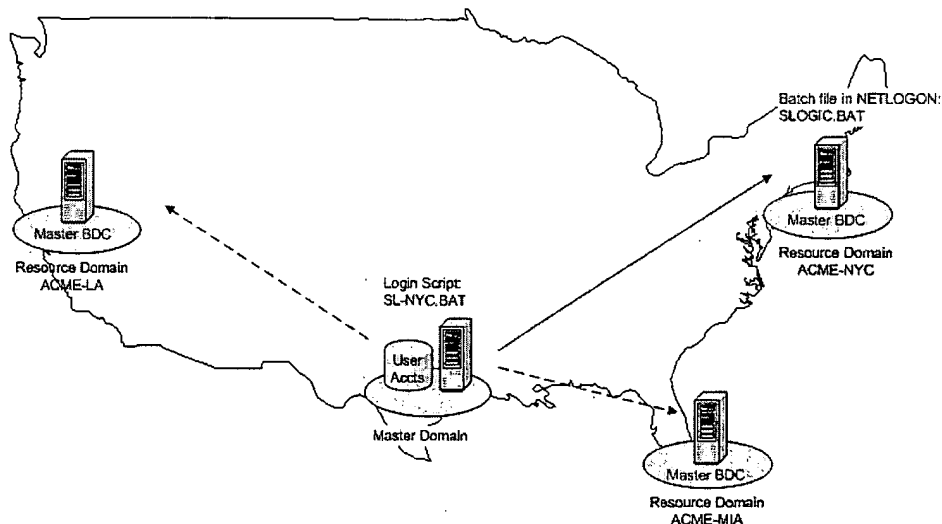 Batch file in NETLOGON:
SLOGIC.BAT
Master BDC
Resource Domain
ACME-LA
Master BDC
Resource Domain
ACME-NYC
Login Script:
SL-NYC.BAT
User
Accts
Master Domain
Master BDC
Resource Domain
ACME-MIA